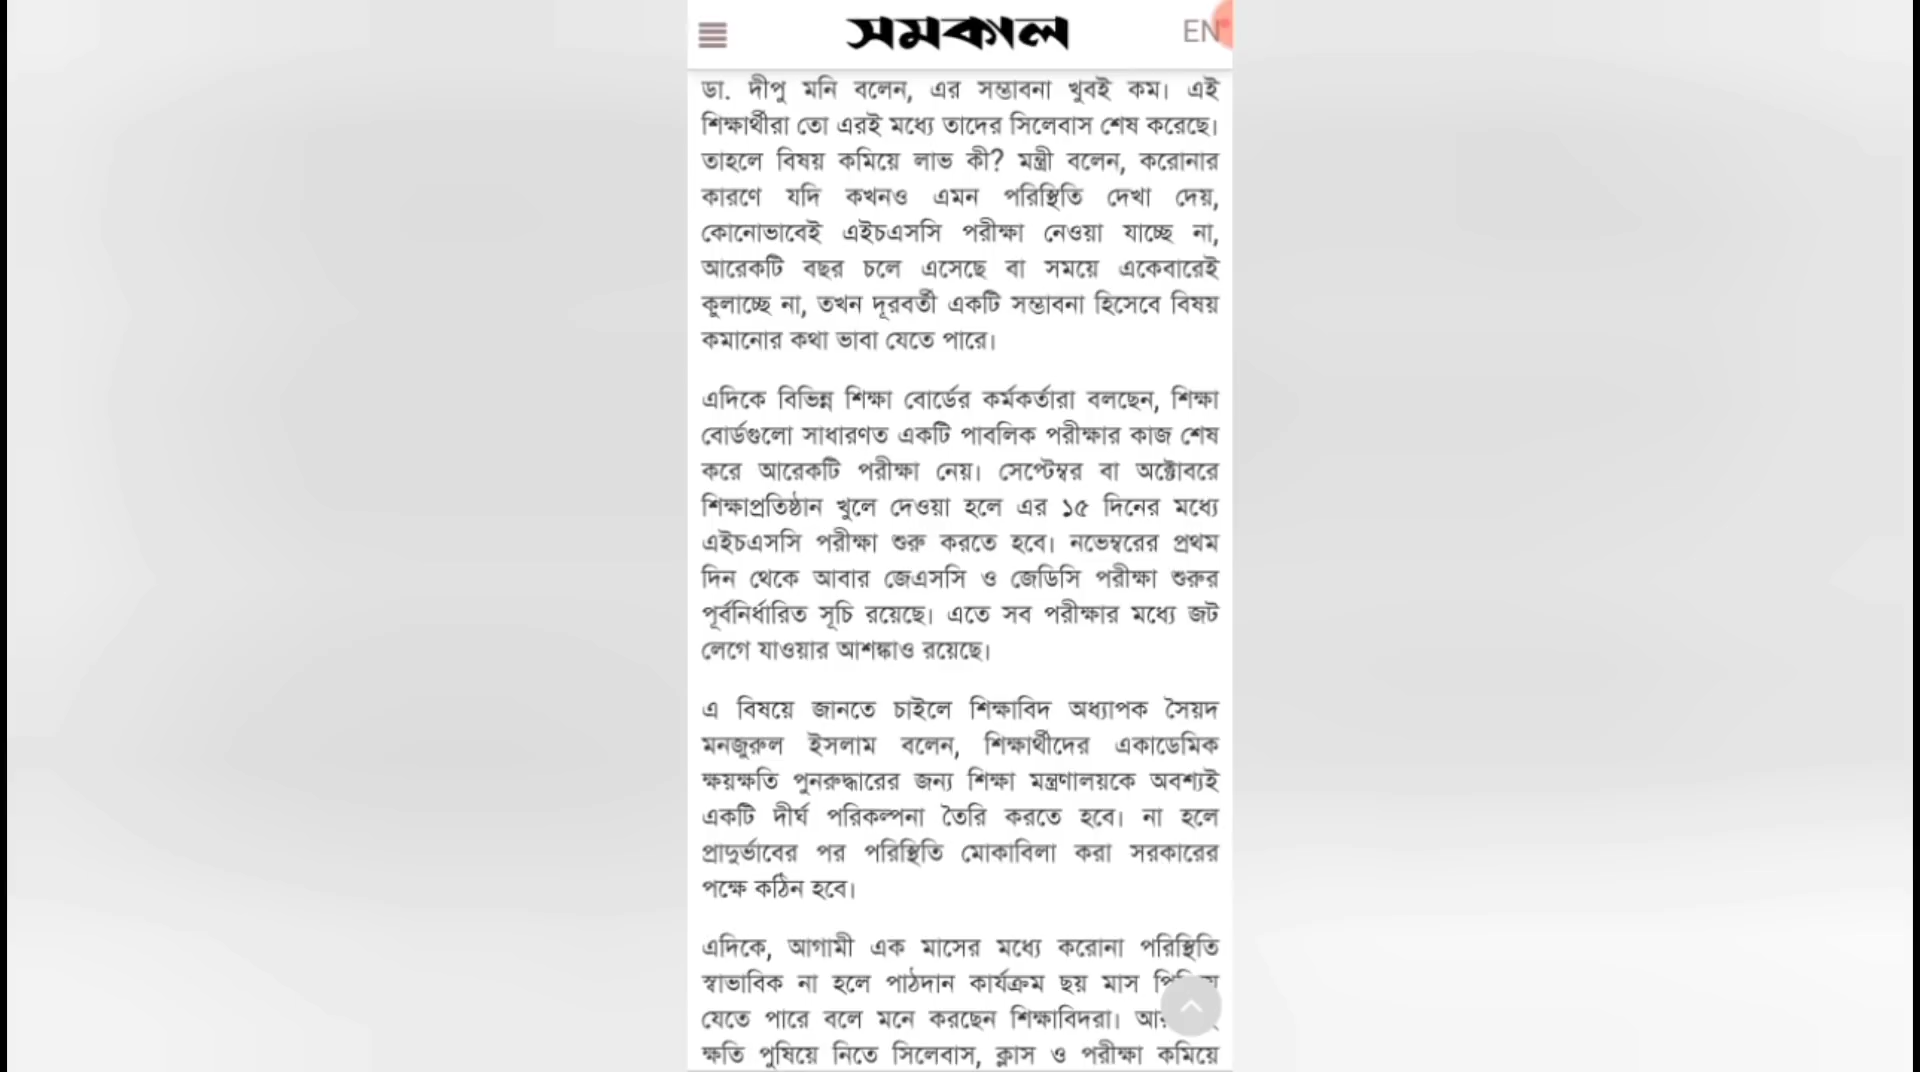 সমকাল
EN
ডা. দীপু মনি বলেন, এর সম্ভাবনা খুবই কম। এই
শিক্ষার্থীরা তো এরই মধ্যে তাদের সিলেবাস শেষ করেছে।
তাহলে বিষয় কমিয়ে লাভ কী? মন্ত্রী বলেন, করোনার
কারণে যদি কখনও এমন পরিস্থিতি দেখা দেয়,
কোনোভাবেই এইচএসসি পরীক্ষা নেওয়া যাচ্ছে না,
আরেকটি বছর চলে এসেছে বা সময়ে একেবারেই
কুলাচ্ছে না, তখন দূরবর্তী একটি সম্ভাবনা হিসেবে বিষয়
কমানোর কথা ভাবা যেতে পারে।
এদিকে বিভিন্ন শিক্ষা বোর্ডের কর্মকর্তারা বলছেন, শিক্ষা
বোর্ডগুলো সাধারণত একটি পাবলিক পরীক্ষার কাজ শেষ
করে আরেকটি পরীক্ষা নেয়। সেপ্টেম্বর বা অক্টোবরে
শিক্ষাপ্রতিষ্ঠান খুলে দেওয়া হলে এর ১৫ দিনের মধ্যে
এইচএসসি পরীক্ষা শুরু করতে হবে। নভেম্বরের প্রথম
দিন থেকে আবার জেএসসি ও জেডিসি পরীক্ষা শুরুর
পূর্বনির্ধারিত সূচি রয়েছে। এতে সব পরীক্ষার মধ্যে জট
লেগে যাওয়ার আশঙ্কাও রয়েছে।
এ বিষয়ে জানতে চাইলে শিক্ষাবিদ অধ্যাপক সৈয়দ
মনজুরুল ইসলাম বলেন, শিক্ষার্থীদের একাডেমিক
ক্ষয়ক্ষতি পুনরুদ্ধারের জন্য শিক্ষা মন্ত্রণালয়কে অবশ্যই
একটি দীর্ঘ পরিকল্পনা তৈরি করতে হবে। না হলে
প্রাদুর্ভাবের পর পরিস্থিতি মোকাবিলা করা সরকারের
পক্ষে কঠিন হবে।
এদিকে, আগামী এক মাসের মধ্যে করোনা পরিস্থিতি
স্বাভাবিক না হলে পাঠদান কার্যক্রম ছয় মাস
যেতে পারে বলে মনে করছেন শিক্ষাবিদরা।
ক্ষতি পুষিয়ে নিতে সিলেবাস, ক্লাস ও পরীক্ষা কমিয়ে